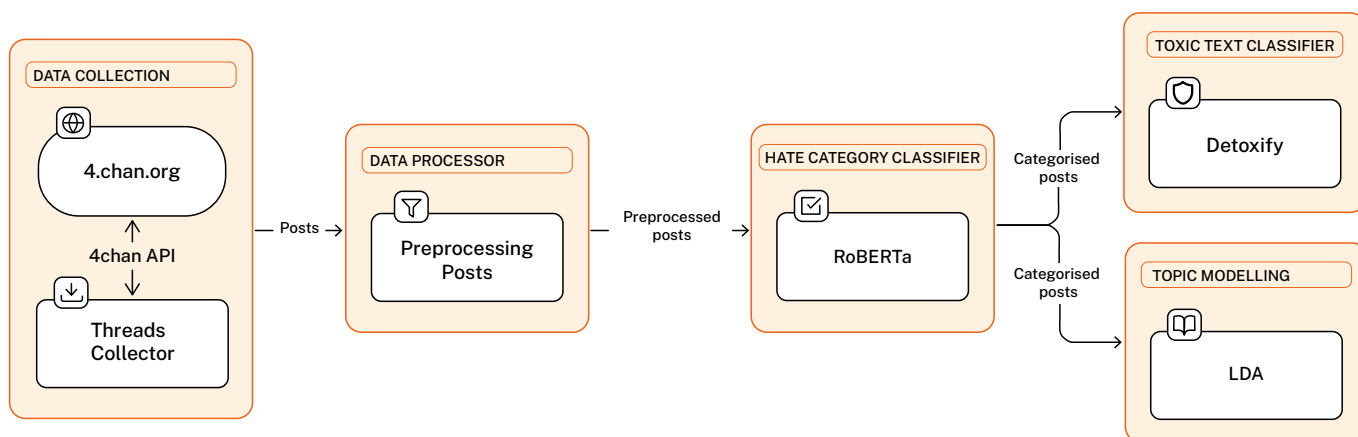 DATA COLLECTION
4.chan.org
4chan API
Threads
Collector
Posts
DATA PROCESSOR
Preprocessing
Posts
Preprocessed
posts
HATE CATEGORY CLASSIFIER
RoBERTa
Categorised
posts
Categorised
posts
TOXIC TEXT CLASSIFIER
Detoxify
TOPIC MODELLING
LDA